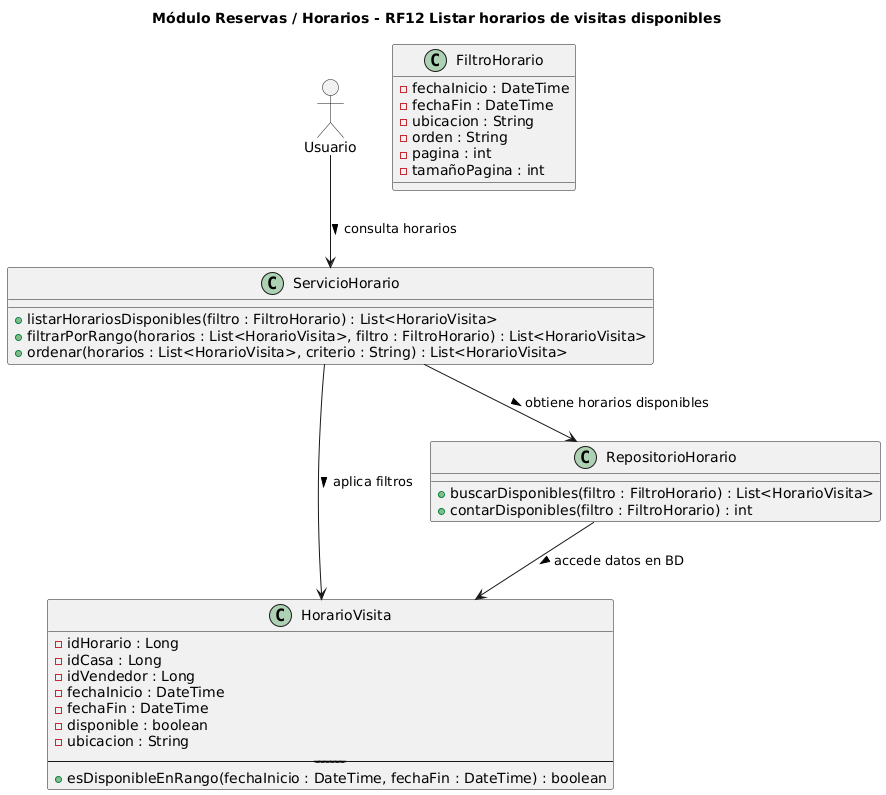 Módulo Reservas / Horarios - RF12 Listar horarios de visitas disponibles
C FiltroHorario
fechaInicio : DateTime
fechaFin : DateTime
ubicacion : String
orden : String
pagina : int
tamañoPagina : int
Usuario
consulta horarios
C ServicioHorario
listarHorariosDisponibles(filtro : FiltroHorario) : List<HorarioVisita>
filtrarPorRango(horarios : List<HorarioVisita>, filtro : FiltroHorario) : List<HorarioVisita>
ordenar(horarios : List<HorarioVisita>, criterio : String) : List<HorarioVisita>
obtiene horarios disponibles
C RepositorioHorario
buscarDisponibles(filtro : FiltroHorario) : List<HorarioVisita>
contarDisponibles(filtro : FiltroHorario) : int
aplica filtros
accede datos en BD
C HorarioVisita
idHorario : Long
idCasa : Long
idVendedor : Long
fechaInicio : DateTime
fechaFin : DateTime
disponible : boolean
ubicacion : String
esDisponibleEnRango(fechaInicio : DateTime, fechaFin : DateTime) : boolean